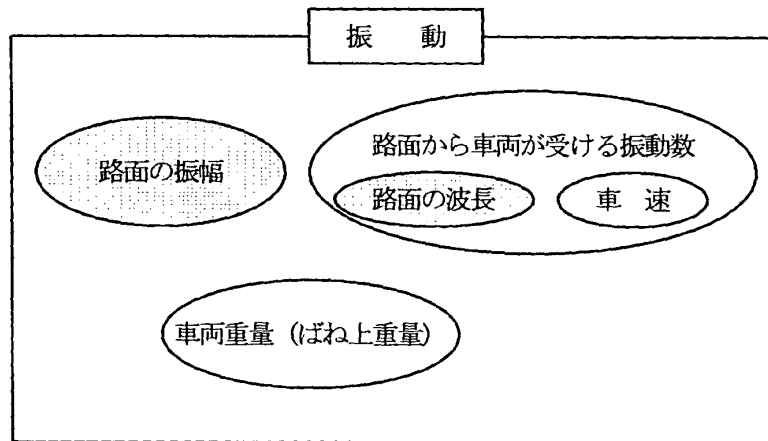 振　動
路面の振幅
路面から車両が受ける振動数
路面の波長
車　速
車両重量（ばね上重量）